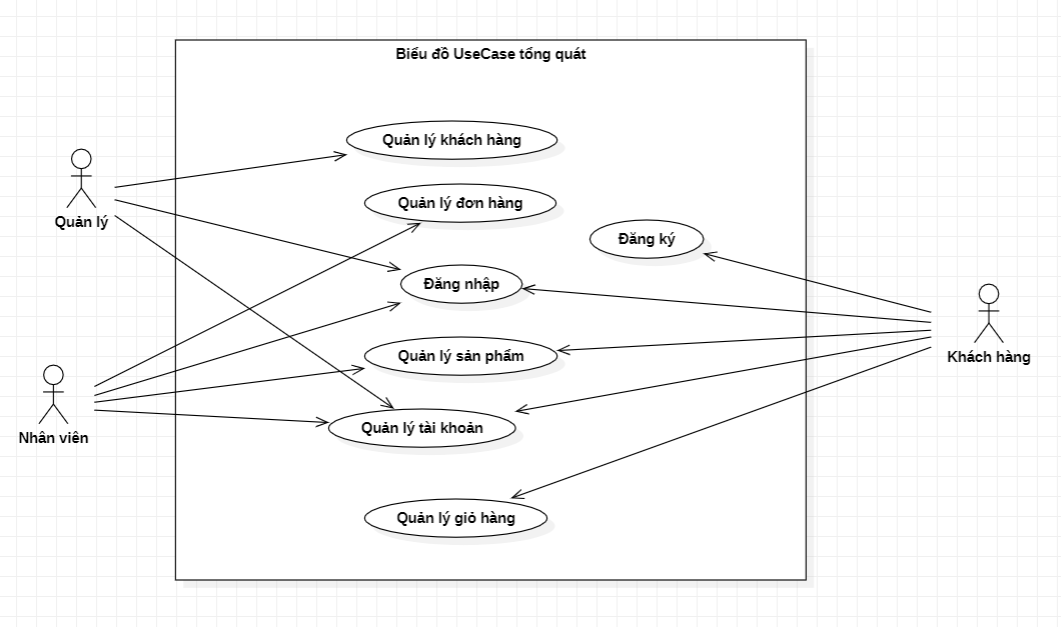 Biểu đồ UseCase tổng quát
Quản lý khách hàng
Quản lý
Quản lý đơn hàng
Đăng ký
Đăng nhập
Khách hàng
Quản lý sản phẩm
Nhân viên
Quản lý tài khoản
Quản lý giỏ hàng